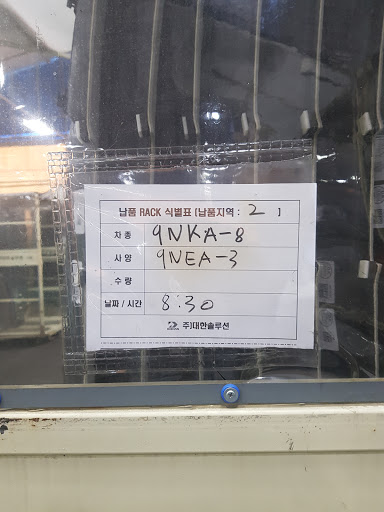 납품 RACK 식별표 (납품지역 : 2 )
차종 9NKA-8
사양 9NEA-3
수량
날짜 / 시간 8:30
주)대한솔루션